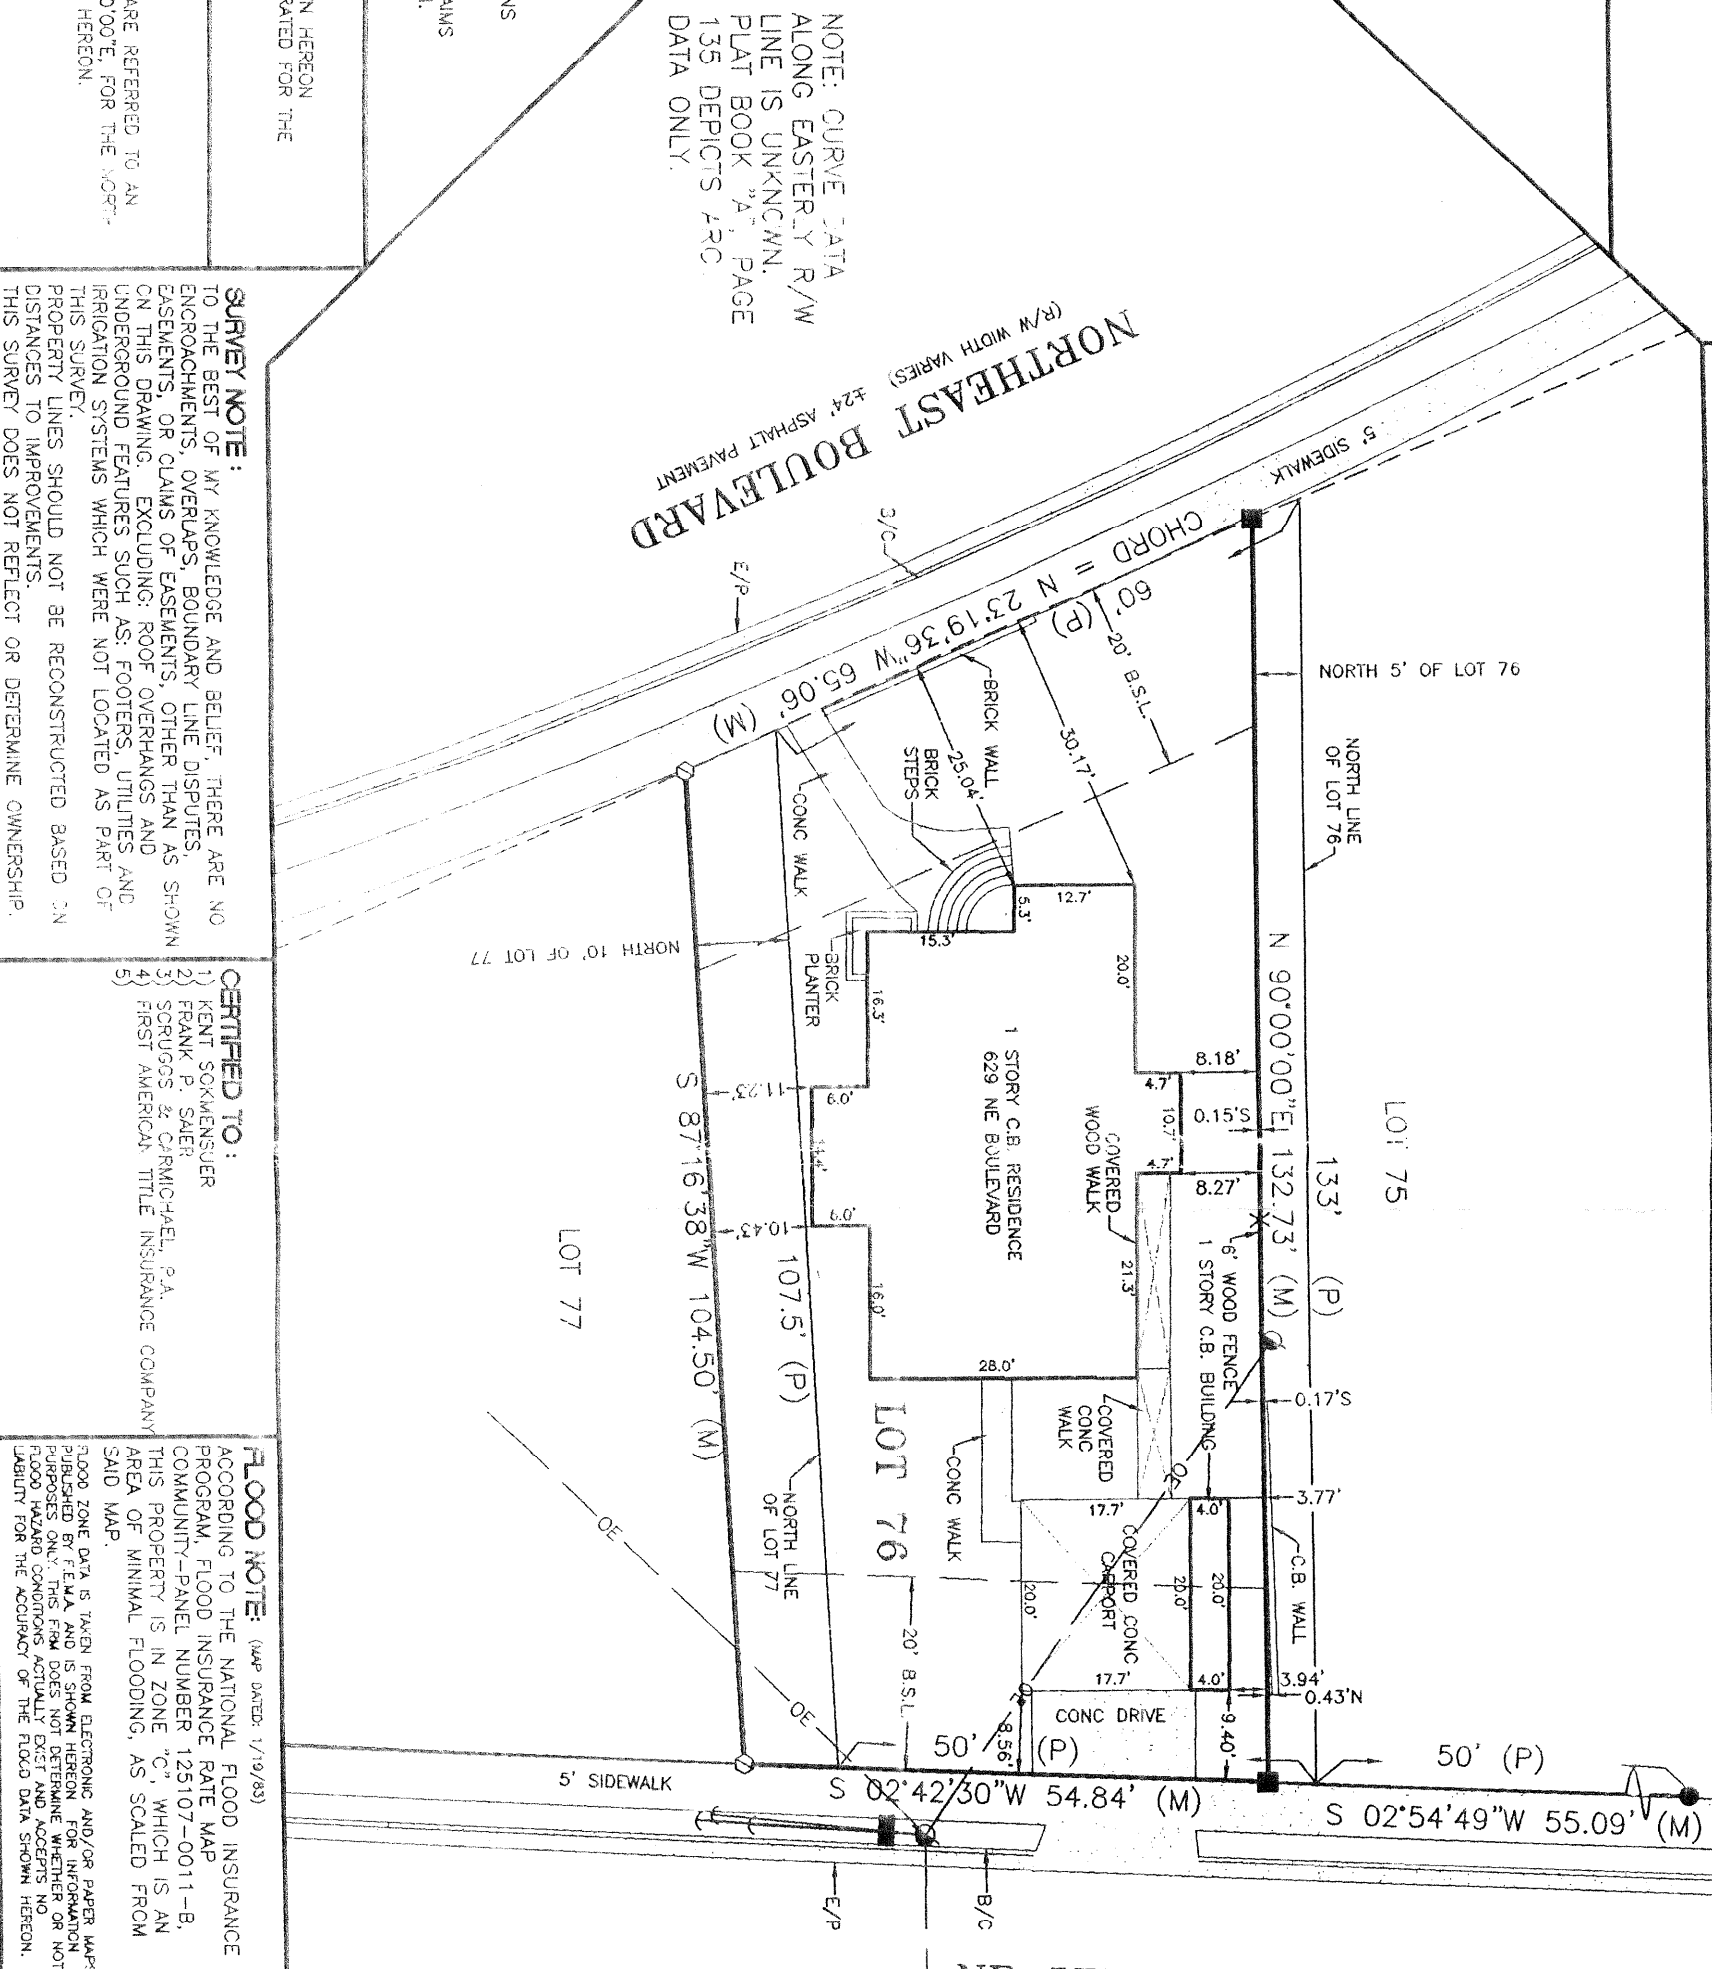 NOTE: CURVE DATA
ALONG EASTERLY R/W
LINE IS UNKNOWN.
PLAT BOOK "A", PAGE
135 DEPICTS ARC
DATA ONLY.
NORTHEAST BOULEVARD
(R/W WIDTH VARIES)
±24' ASPHALT PAVEMENT
5' SIDEWALK
CHORD = N 23°19'36"W 65.06' (M)
60' (P)
E/P
20' B.S.L.
BRICK WALL
30.17'
25.04'
BRICK
STEPS
CONC WALK
BRICK
PLANTER
NORTH 5' OF LOT 76
NORTH LINE
OF LOT 76
LOT 75
N 90°00'00"E 132.73' (M)
133' (P)
12.7'
5.3'
15.3'
20.0'
16.3'
8.18'
4.7'
10.7'
0.15'S
4.7'
8.27'
21.3'
1 STORY C.B. RESIDENCE
629 NE BOULEVARD
COVERED
WOOD WALK
6' WOOD FENCE
1 STORY C.B. BUILDING
0.17'S
3.77'
C.B. WALL
3.94'
0.43'N
28.0'
16.0'
6.0'
6.0'
11.23'
10.43'
COVERED
CONC
WALK
CONC WALK
17.7'
4.0'
COVERED CONC
CARPORT
20.0'
20.0'
20.0'
17.7'
4.0'
CONC DRIVE
9.40'
8.56'
OE
LOT 76
20' B.S.L.
NORTH 10' OF LOT 77
S 87°16'38"W 104.50' (M)
107.5' (P)
NORTH LINE
OF LOT 77
LOT 77
OE
OE
50' (P)
S 02°42'30"W 54.84' (M)
50' (P)
S 02°54'49"W 55.09' (M)
5' SIDEWALK
E/P
B/C
N HEREON
RATED FOR THE
ARE REFERRED TO AN
0'00"E, FOR THE NORTH
HEREON.
NS
AIMS
SURVEY NOTE:
TO THE BEST OF MY KNOWLEDGE AND BELIEF, THERE ARE NO
ENCROACHMENTS, OVERLAPS, BOUNDARY LINE DISPUTES,
EASEMENTS, OR CLAIMS OF EASEMENTS, OTHER THAN AS SHOWN
ON THIS DRAWING. EXCLUDING: ROOF OVERHANGS AND
UNDERGROUND FEATURES SUCH AS: FOOTERS, UTILITIES AND
IRRIGATION SYSTEMS WHICH WERE NOT LOCATED AS PART OF
THIS SURVEY.
PROPERTY LINES SHOULD NOT BE RECONSTRUCTED BASED ON
DISTANCES TO IMPROVEMENTS.
THIS SURVEY DOES NOT REFLECT OR DETERMINE OWNERSHIP.
CERTIFIED TO:
1) KENT SOKMENSUER
2) FRANK P. SAIER
3) SCRUGGS & CARMICHAEL, P.A.
4) FIRST AMERICAN TITLE INSURANCE COMPANY
5)
FLOOD NOTE: (MAP DATED: 1/19/83)
ACCORDING TO THE NATIONAL FLOOD INSURANCE
PROGRAM, FLOOD INSURANCE RATE MAP
COMMUNITY-PANEL NUMBER 125107-0011-B,
THIS PROPERTY IS IN ZONE "C", WHICH IS AN
AREA OF MINIMAL FLOODING, AS SCALED FROM
SAID MAP.
FLOOD ZONE DATA IS TAKEN FROM ELECTRONIC AND/OR PAPER MAPS
PUBLISHED BY F.E.M.A. AND IS SHOWN HEREON FOR INFORMATION
PURPOSES ONLY. THIS FIRM DOES NOT DETERMINE WHETHER OR NOT
FLOOD HAZARD CONDITIONS ACTUALLY EXIST AND ACCEPTS NO
LIABILITY FOR THE ACCURACY OF THE FLOOD DATA SHOWN HEREON.